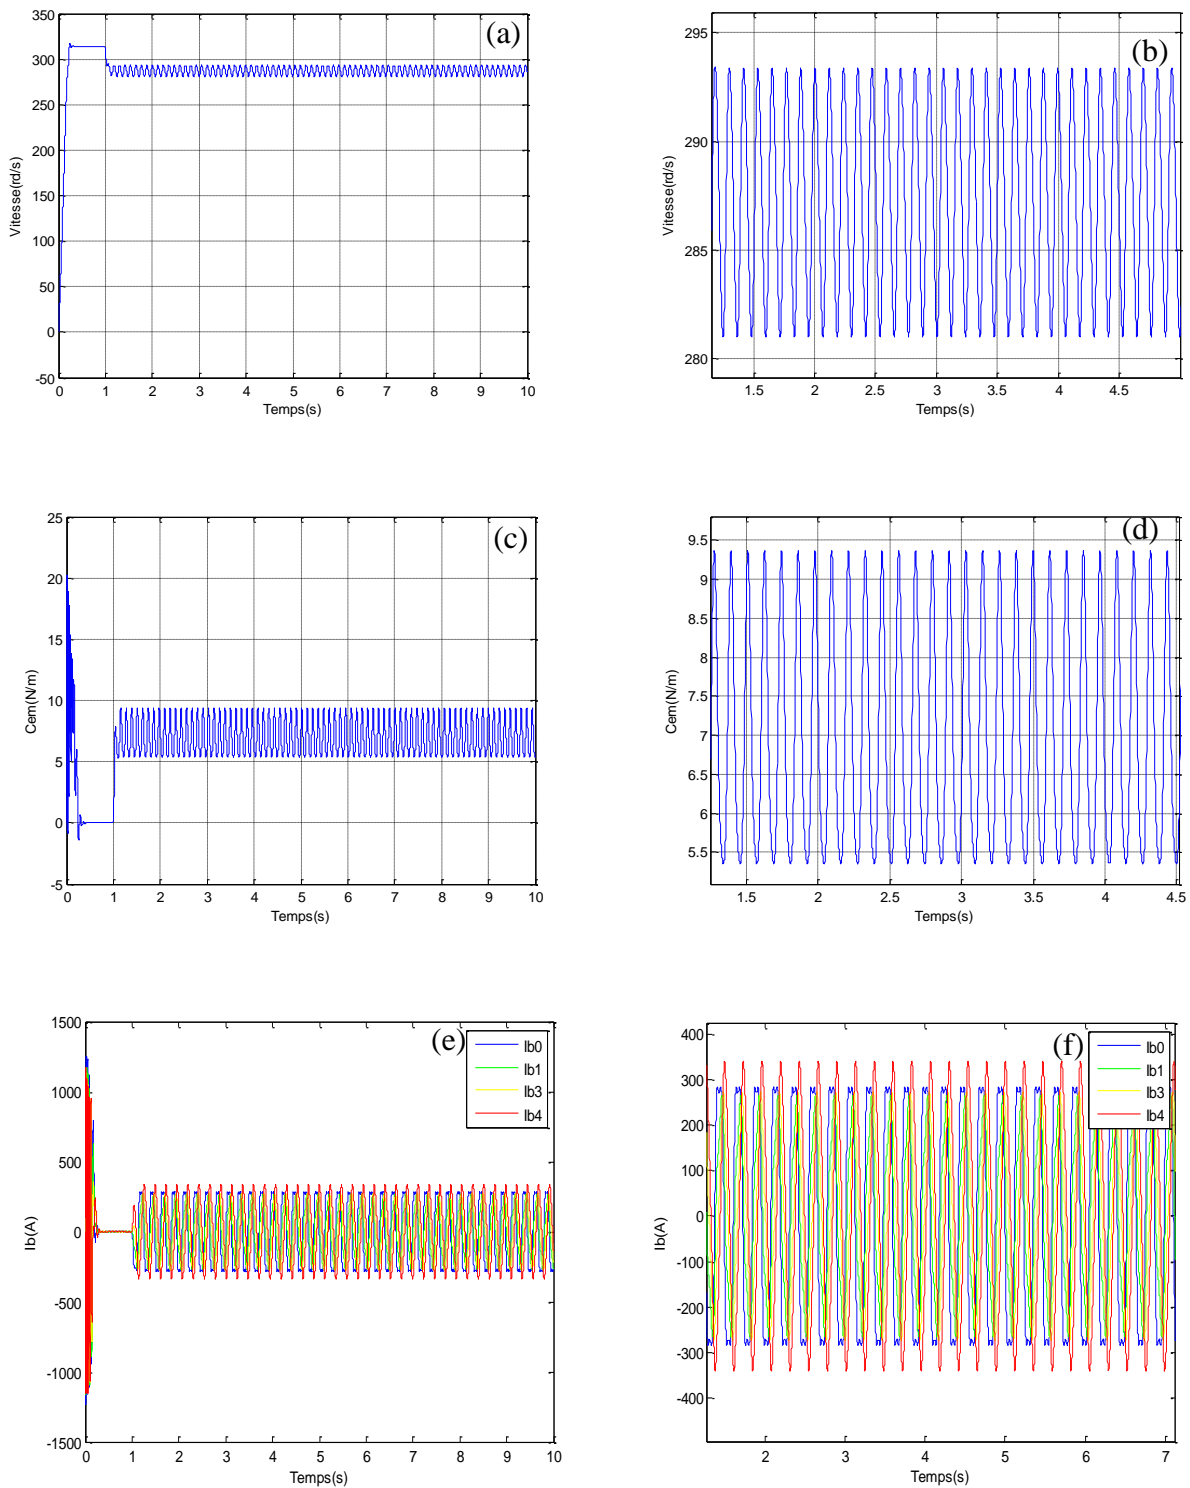 350
300
250
200
150
100
50
0
-50
Vitesse(rd/s)
(a)
0 1 2 3 4 5 6 7 8 9 10
Temps(s)
295
290
285
280
Vitesse(rd/s)
(b)
1.5 2 2.5 3 3.5 4 4.5
Temps(s)
25
20
15
10
5
0
-5
Cem(N/m)
(c)
0 1 2 3 4 5 6 7 8 9 10
Temps(s)
9.5
9
8.5
8
7.5
7
6.5
6
5.5
Cem(N/m)
(d)
1.5 2 2.5 3 3.5 4 4.5
Temps(s)
1500
1000
500
0
-500
-1000
-1500
Ib(A)
(e)
Ib0
Ib1
Ib3
Ib4
0 1 2 3 4 5 6 7 8 9 10
Temps(s)
400
300
200
100
0
-100
-200
-300
-400
Ib(A)
(f)
Ib0
Ib1
Ib3
Ib4
2 3 4 5 6 7
Temps(s)